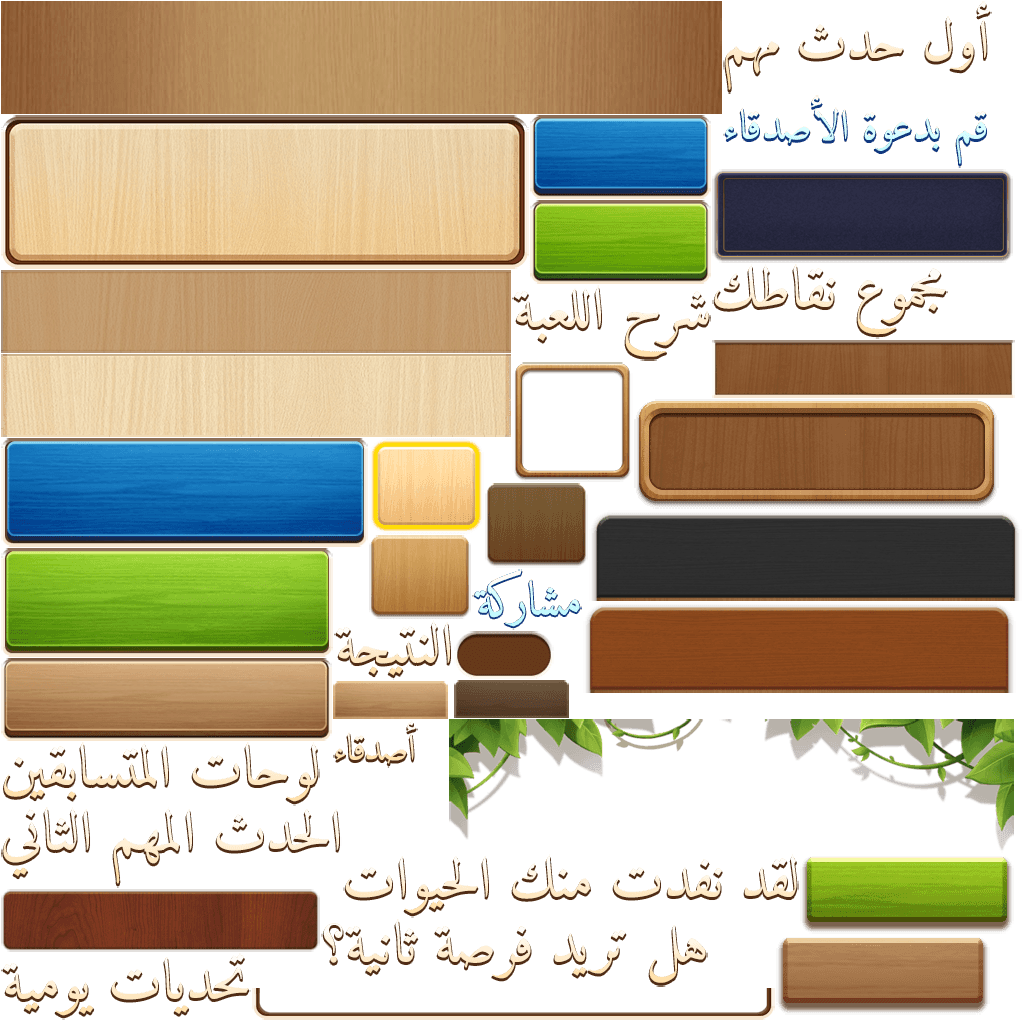 أول حدث مهم
قم بدعوة الأصدقاء
مجموع نقاطك
شرح اللعبة
مشاركة
النتيجة
أصدقاء
لوحات المتسابقين
الحدث المهم الثاني
لقد نفدت منك الحيوات
هل تريد فرصة ثانية؟
تحديات يومية